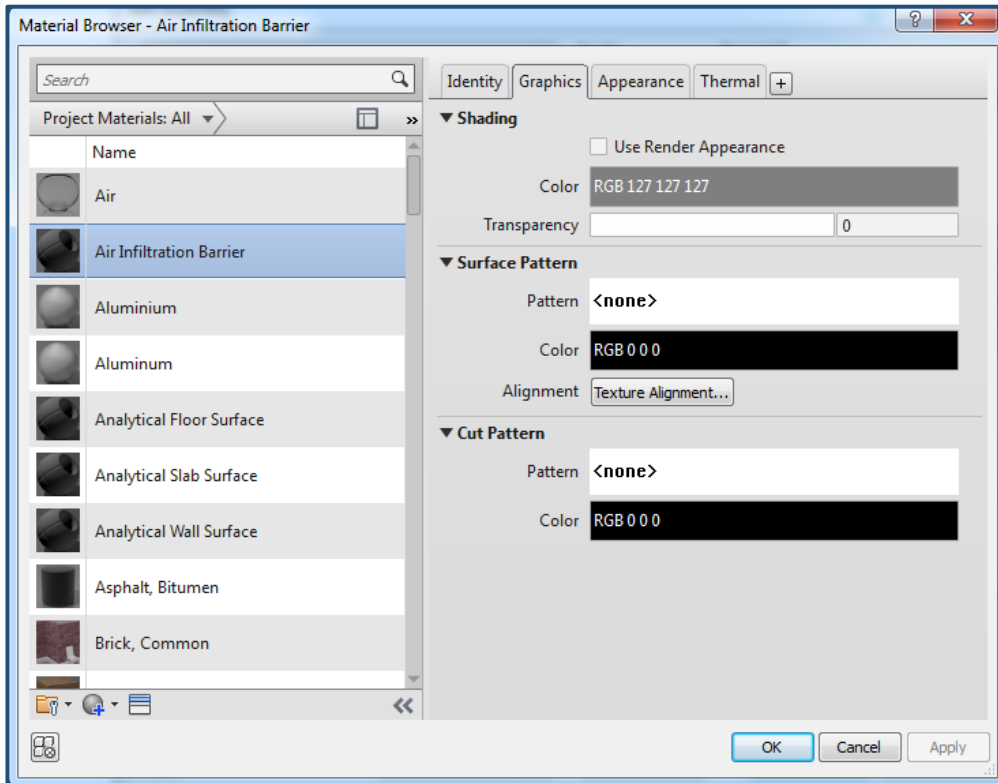 Material Browser - Air Infiltration Barrier
?
Search
Project Materials: All
»
Name
Air
Air Infiltration Barrier
Aluminium
Aluminum
Analytical Floor Surface
Analytical Slab Surface
Analytical Wall Surface
Asphalt, Bitumen
Brick, Common
Identity Graphics Appearance Thermal +
Shading
Use Render Appearance
Color RGB 127 127 127
Transparency 0
Surface Pattern
Pattern <none>
Color RGB 0 0 0
Alignment Texture Alignment...
Cut Pattern
Pattern <none>
Color RGB 0 0 0
OK Cancel Apply